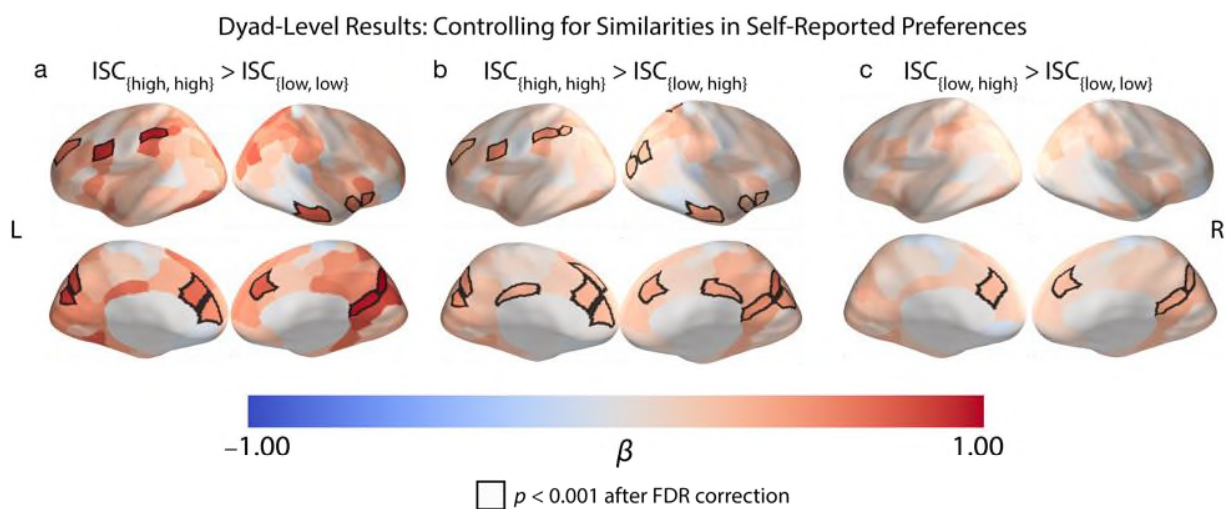 Dyad-Level Results: Controlling for Similarities in Self-Reported Preferences
a ISC{high, high} > ISC{low, low}
b ISC{high, high} > ISC{low, high}
c ISC{low, high} > ISC{low, low}
L
R
–1.00 β 1.00
p < 0.001 after FDR correction